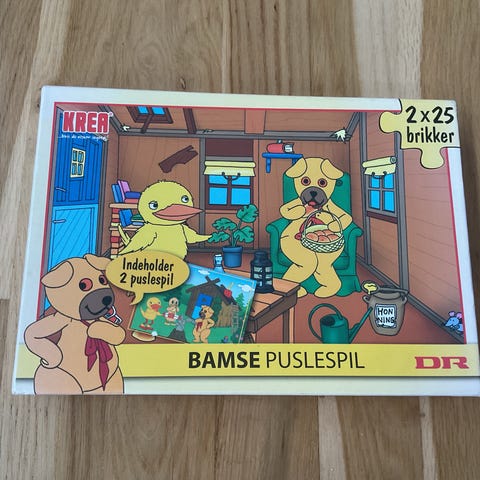 KREA
2 x 25
brikker
Indeholder
2 puslespil
HON
NING
BAMSE PUSLESPIL
DR